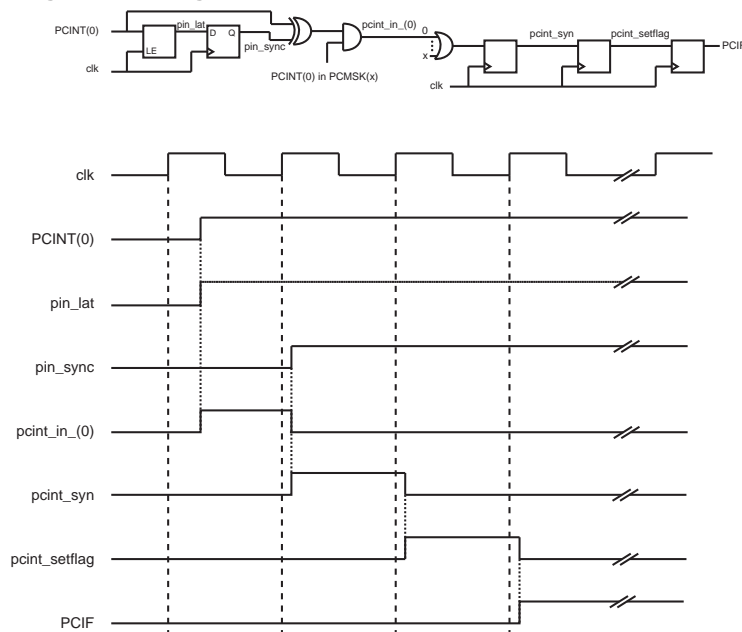 PCINT(0)
pin_lat
D Q
LE
pin_sync
clk
PCINT(0) in PCMSK(x)
pcint_in_(0)
0
x
clk
pcint_syn
pcint_setflag
PCIF
clk
PCINT(0)
pin_lat
pin_sync
pcint_in_(0)
pcint_syn
pcint_setflag
PCIF